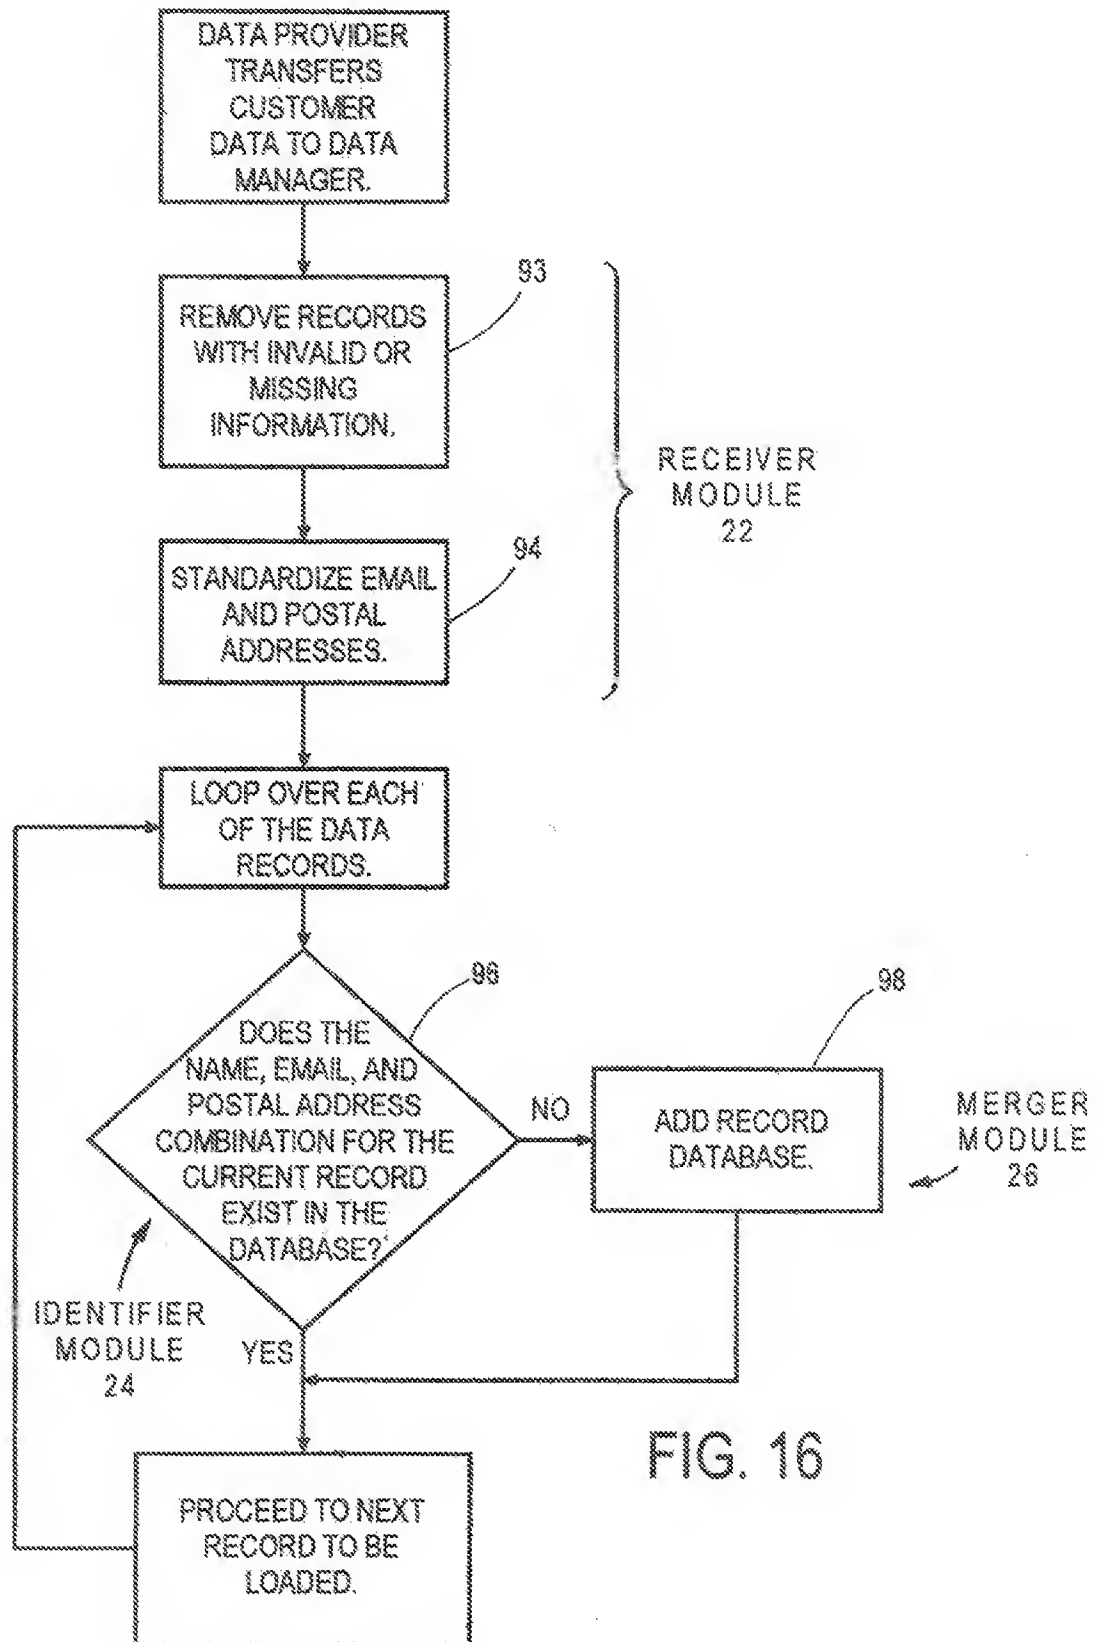 DATA PROVIDER
TRANSFERS
CUSTOMER
DATA TO DATA
MANAGER.
93
REMOVE RECORDS
WITH INVALID OR
MISSING
INFORMATION.
RECEIVER
MODULE
22
94
STANDARDIZE EMAIL
AND POSTAL
ADDRESSES.
LOOP OVER EACH
OF THE DATA
RECORDS.
96
DOES THE
NAME, EMAIL, AND
POSTAL ADDRESS
COMBINATION FOR THE
CURRENT RECORD
EXIST IN THE
DATABASE?
NO
98
ADD RECORD
DATABASE.
MERGER
MODULE
26
IDENTIFIER
MODULE
24
YES
FIG. 16
PROCEED TO NEXT
RECORD TO BE
LOADED.